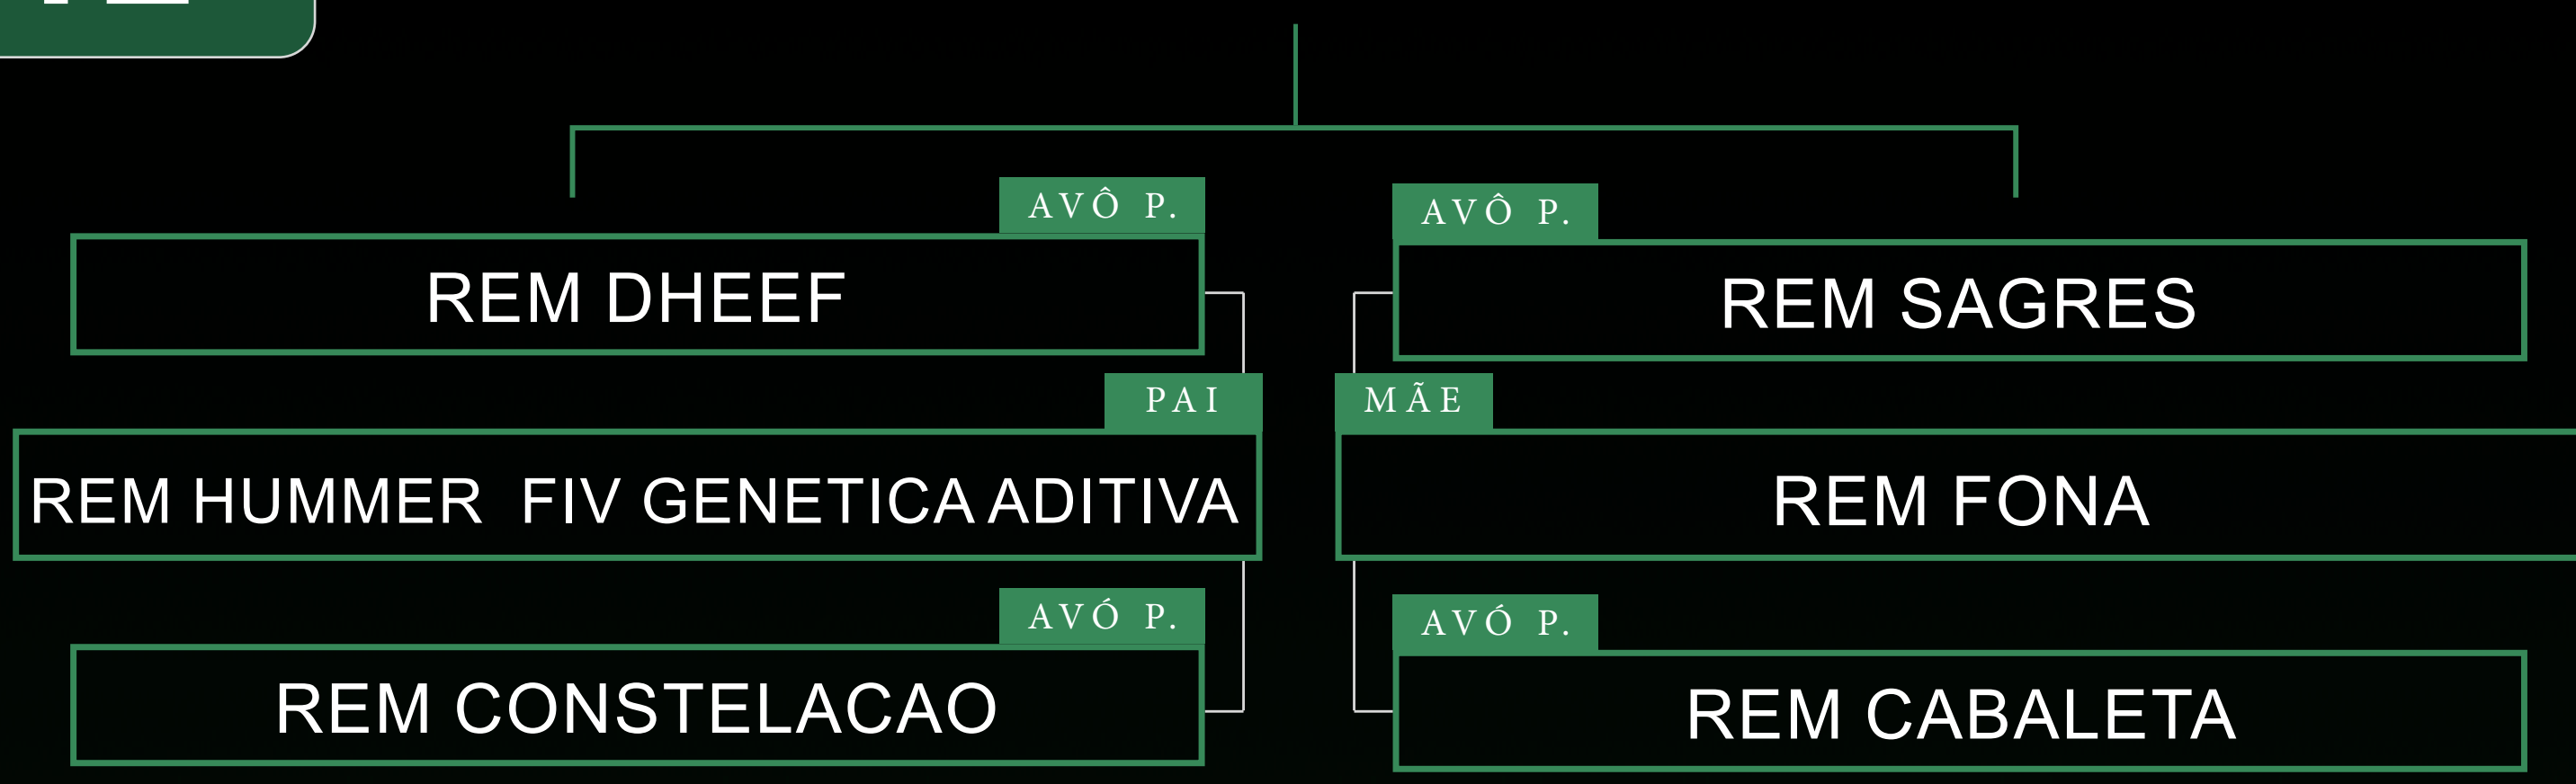 AVÔ P.
REM DHEEF
PAI
REM HUMMER  FIV GENETICA ADITIVA
AVÓ P.
REM CONSTELACAO
AVÔ P.
REM SAGRES
MÃE
REM FONA
AVÓ P.
REM CABALETA